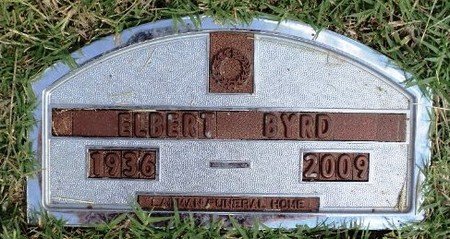 ELBERT BYRD
1936 - 2009
FUNERAL HOME